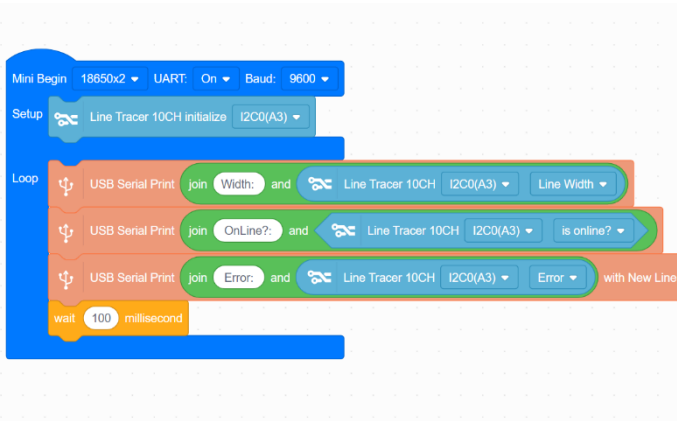 Mini Begin 18650x2 UART: On Baud: 9600
Setup Line Tracer 10CH initialize I2C0(A3)
Loop USB Serial Print join Width: and Line Tracer 10CH I2C0(A3) Line Width
USB Serial Print join OnLine?: and Line Tracer 10CH I2C0(A3) is online?
USB Serial Print join Error: and Line Tracer 10CH I2C0(A3) Error with New Line
wait 100 millisecond